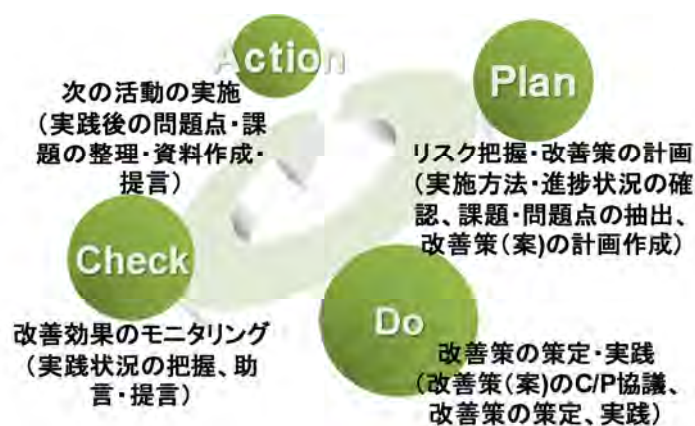 Action
次の活動の実施
（実践後の問題点・課
題の整理・資料作成・
提言）
Plan
リスク把握・改善策の計画
（実施方法・進捗状況の確
認、課題・問題点の抽出、
改善策（案)の計画作成）
Check
改善効果のモニタリング
（実践状況の把握、助
言・提言）
Do
改善策の策定・実践
（改善策（案)のC/P協議、
改善策の策定、実践）